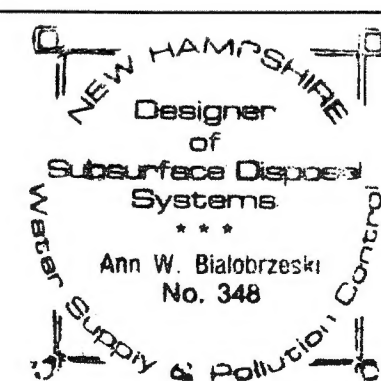 NEW HAMPSHIRE
Designer
of
Subsurface Disposal
Systems
* * *
Ann W. Bialobrzeski
No. 348
Water Supply & Pollution Control